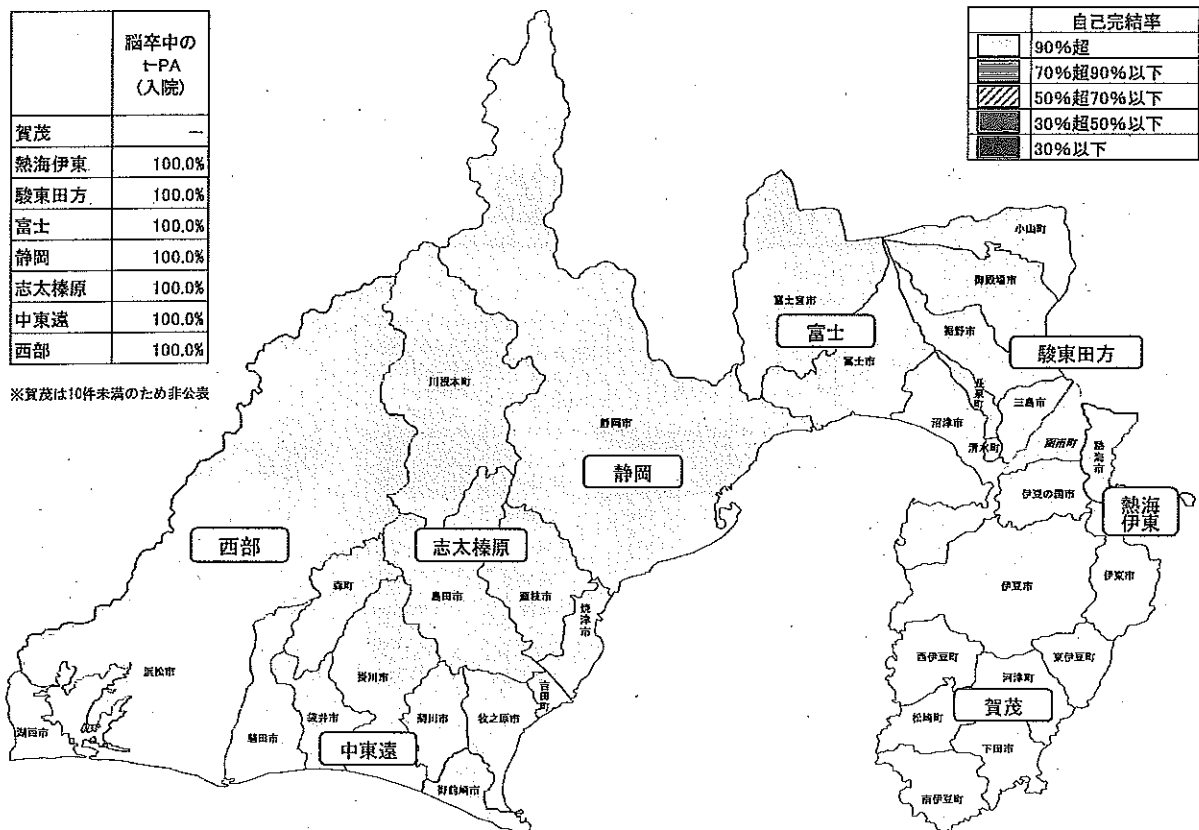 脳卒中の
t-PA
(入院)
賀茂 ―
熱海伊東 100.0%
駿東田方 100.0%
富士 100.0%
静岡 100.0%
志太榛原 100.0%
中東遠 100.0%
西部 100.0%
※賀茂は10件未満のため非公表
自己完結率
90%超
70%超90%以下
50%超70%以下
30%超50%以下
30%以下
小山町
御殿場市
富士宮市
裾野市
富士
駿東田方
富士市
川根本町
長泉町
三島市
静岡市
沼津市
函南町
熱海市
清水町
静岡
伊豆の国市
熱海
伊東
西部
志太榛原
森町
島田市
藤枝市
伊豆市
伊東市
焼津市
西伊豆町
東伊豆町
浜松市
掛川市
河津町
吉田町
賀茂
湖西市
磐田市
袋井市
菊川市
牧之原市
松崎町
中東遠
下田市
御前崎市
南伊豆町